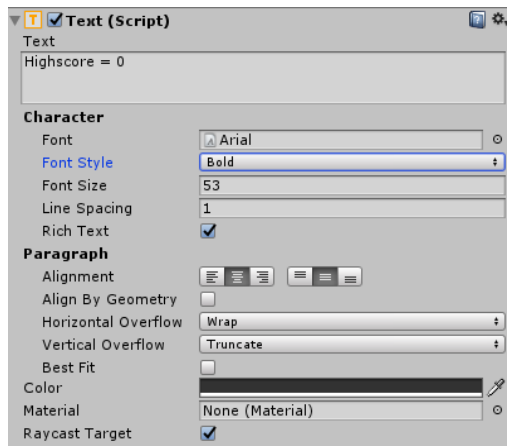 Text (Script)
Text
Highscore = 0
Character
Font Arial
Font Style Bold
Font Size 53
Line Spacing 1
Rich Text
Paragraph
Alignment
Align By Geometry
Horizontal Overflow Wrap
Vertical Overflow Truncate
Best Fit
Color
Material None (Material)
Raycast Target